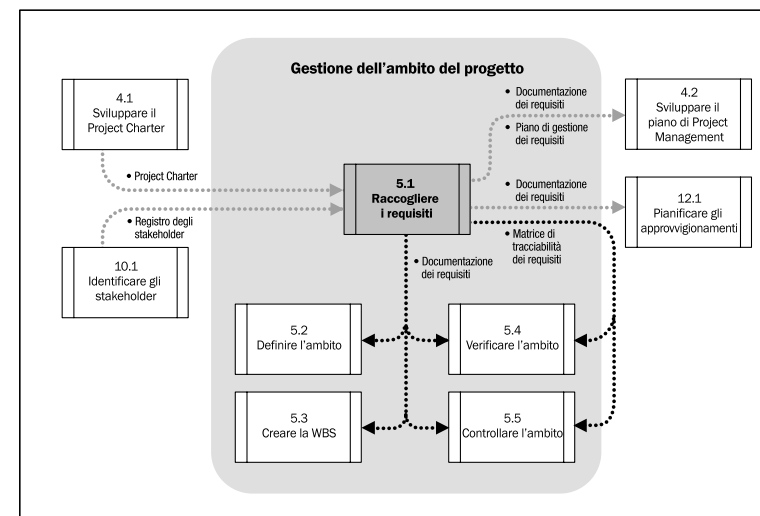 Gestione dell'ambito del progetto
4.1
Sviluppare il
Project Charter
• Documentazione
dei requisiti
• Piano di gestione
dei requisiti
4.2
Sviluppare il
piano di Project
Management
• Project Charter
5.1
Raccogliere
i requisiti
• Documentazione
dei requisiti
12.1
Pianificare gli
approvvigionamenti
• Registro degli
stakeholder
10.1
Identificare gli
stakeholder
• Matrice di
tracciabilità
dei requisiti
• Documentazione
dei requisiti
5.2
Definire l'ambito
5.4
Verificare l'ambito
5.3
Creare la WBS
5.5
Controllare l'ambito